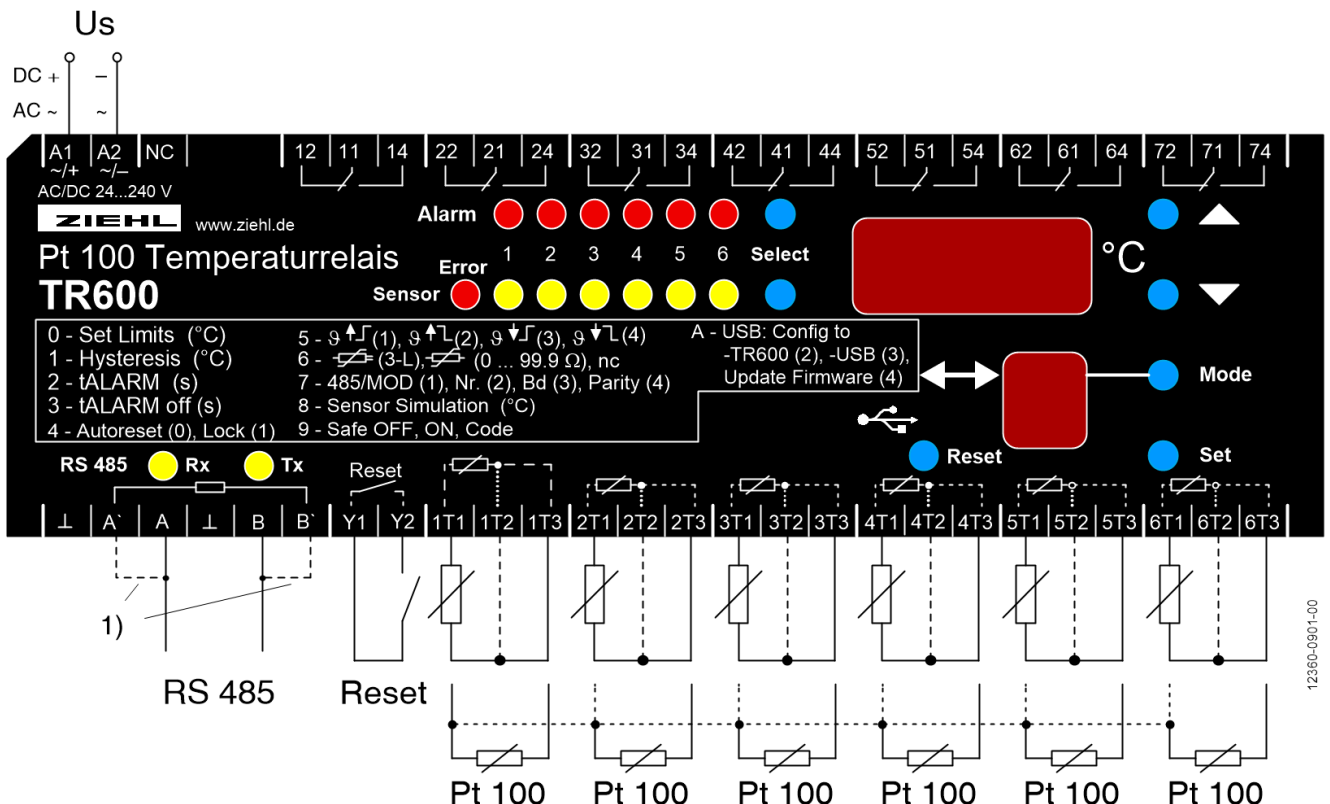 Us
DC + –
AC ~ ~
A1 A2 NC 12 11 14 22 21 24 32 31 34 42 41 44 52 51 54 62 61 64 72 71 74
~/+ ~/–
AC/DC 24...240 V
ZIEHL www.ziehl.de
Alarm
°C
Pt 100 Temperaturrelais
1 2 3 4 5 6 Select
Error
TR600
Sensor
0 - Set Limits (°C)
1 - Hysteresis (°C)
2 - tALARM (s)
3 - tALARM off (s)
4 - Autoreset (0), Lock (1)
5 - ϑ (1), ϑ (2), ϑ (3), ϑ (4)
6 - (3-L), (0 ... 99.9 Ω), nc
7 - 485/MOD (1), Nr. (2), Bd (3), Parity (4)
8 - Sensor Simulation (°C)
9 - Safe OFF, ON, Code
A - USB: Config to
-TR600 (2), -USB (3),
Update Firmware (4)
Mode
Reset
Set
RS 485 Rx Tx
Reset
⊥ A` A ⊥ B B` Y1 Y2 1T1 1T2 1T3 2T1 2T2 2T3 3T1 3T2 3T3 4T1 4T2 4T3 5T1 5T2 5T3 6T1 6T2 6T3
1)
RS 485
Reset
12360-0901-00
Pt 100 Pt 100 Pt 100 Pt 100 Pt 100 Pt 100